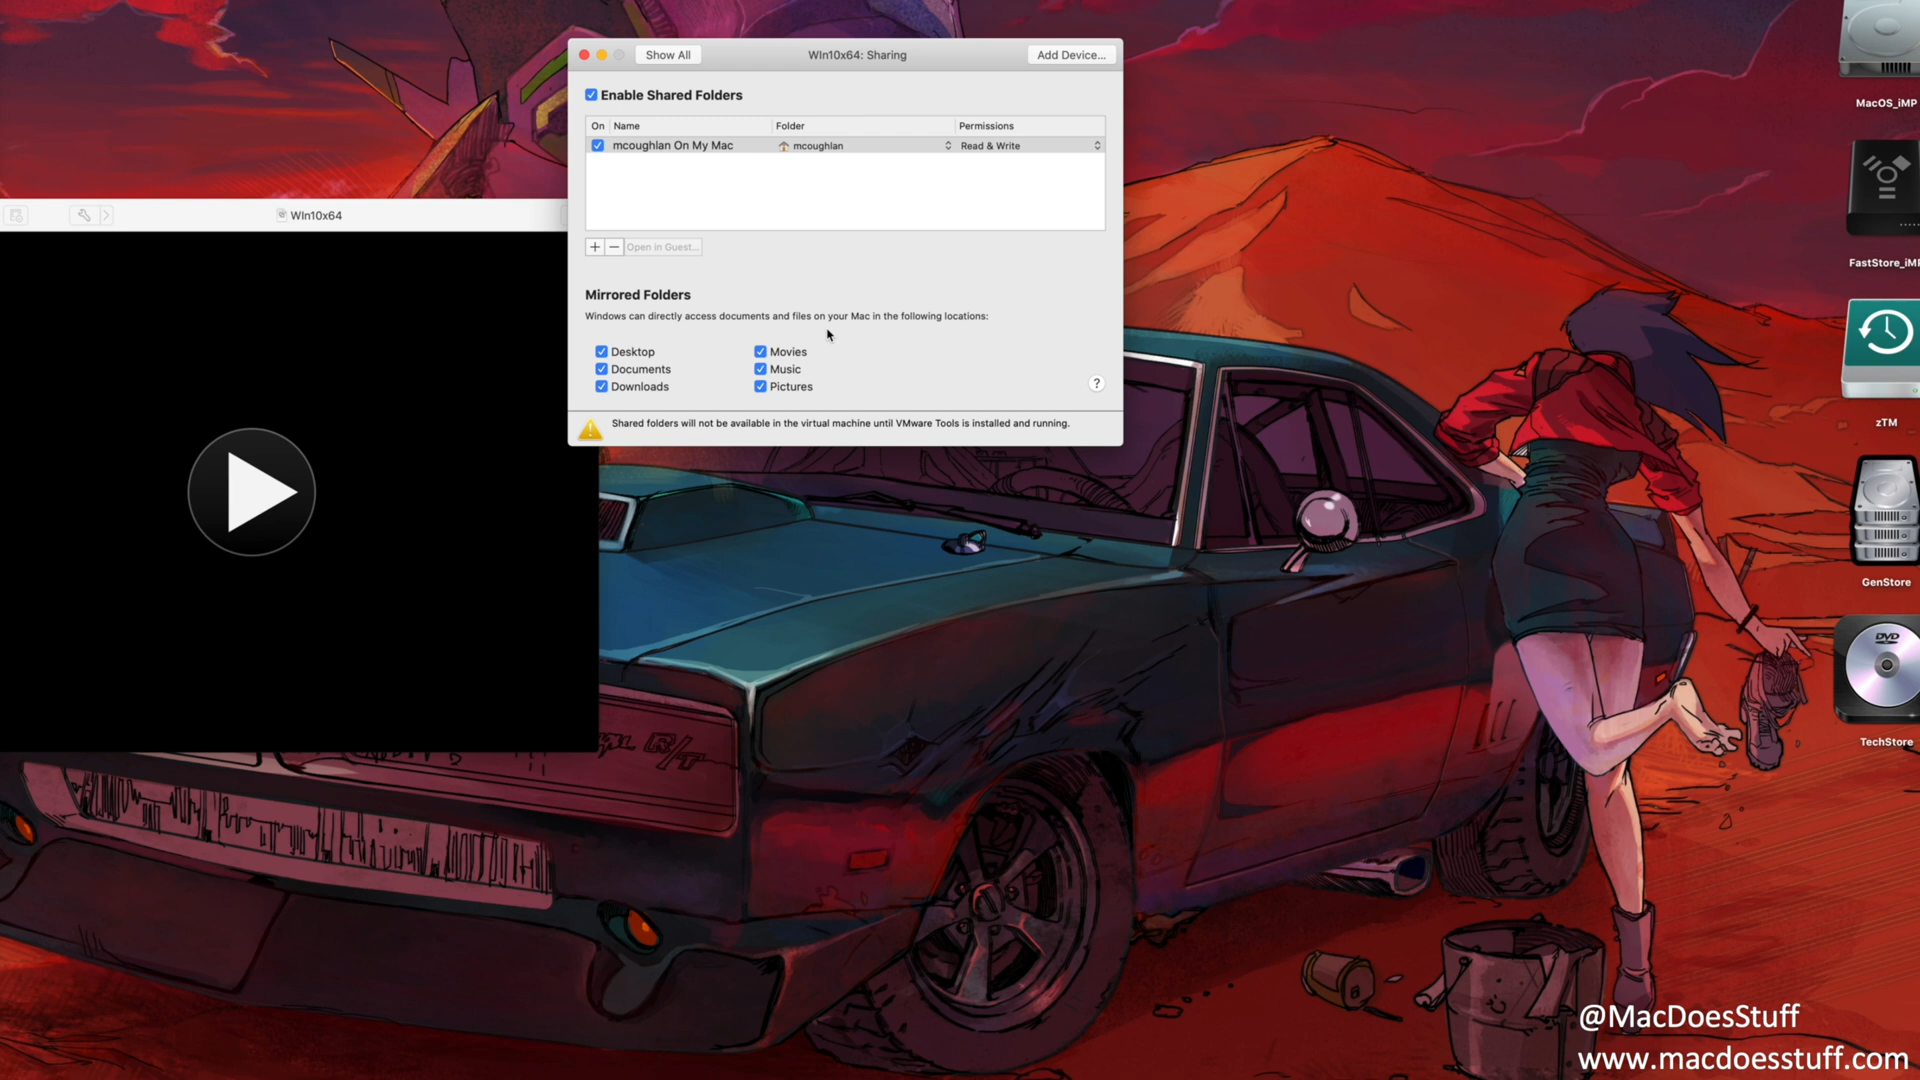 Show All
WIn10x64: Sharing
Add Device...
Enable Shared Folders
On Name Folder Permissions
mcoughlan On My Mac mcoughlan Read & Write
+ − Open in Guest...
Mirrored Folders
Windows can directly access documents and files on your Mac in the following locations:
Desktop Movies
Documents Music
Downloads Pictures
?
Shared folders will not be available in the virtual machine until VMware Tools is installed and running.
WIn10x64
MacOS_iMP
FastStore_iMP
zTM
GenStore
DVD
TechStore
R/T
@MacDoesStuff
www.macdoesstuff.com